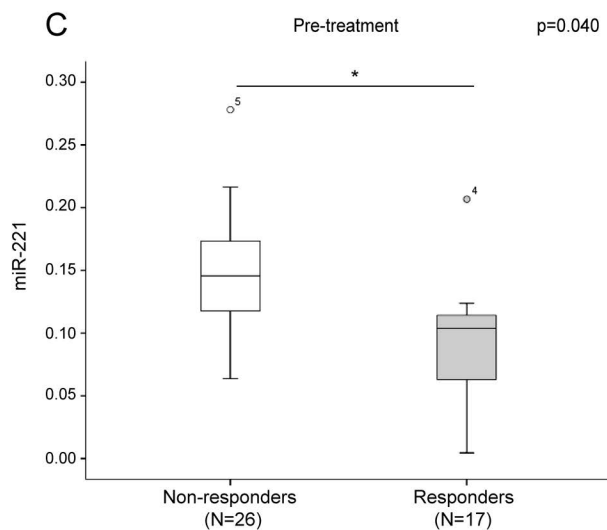 C
Pre-treatment
p=0.040
*
0.30
0.25
0.20
0.15
0.10
0.05
0.00
miR-221
5
4
Non-responders
(N=26)
Responders
(N=17)